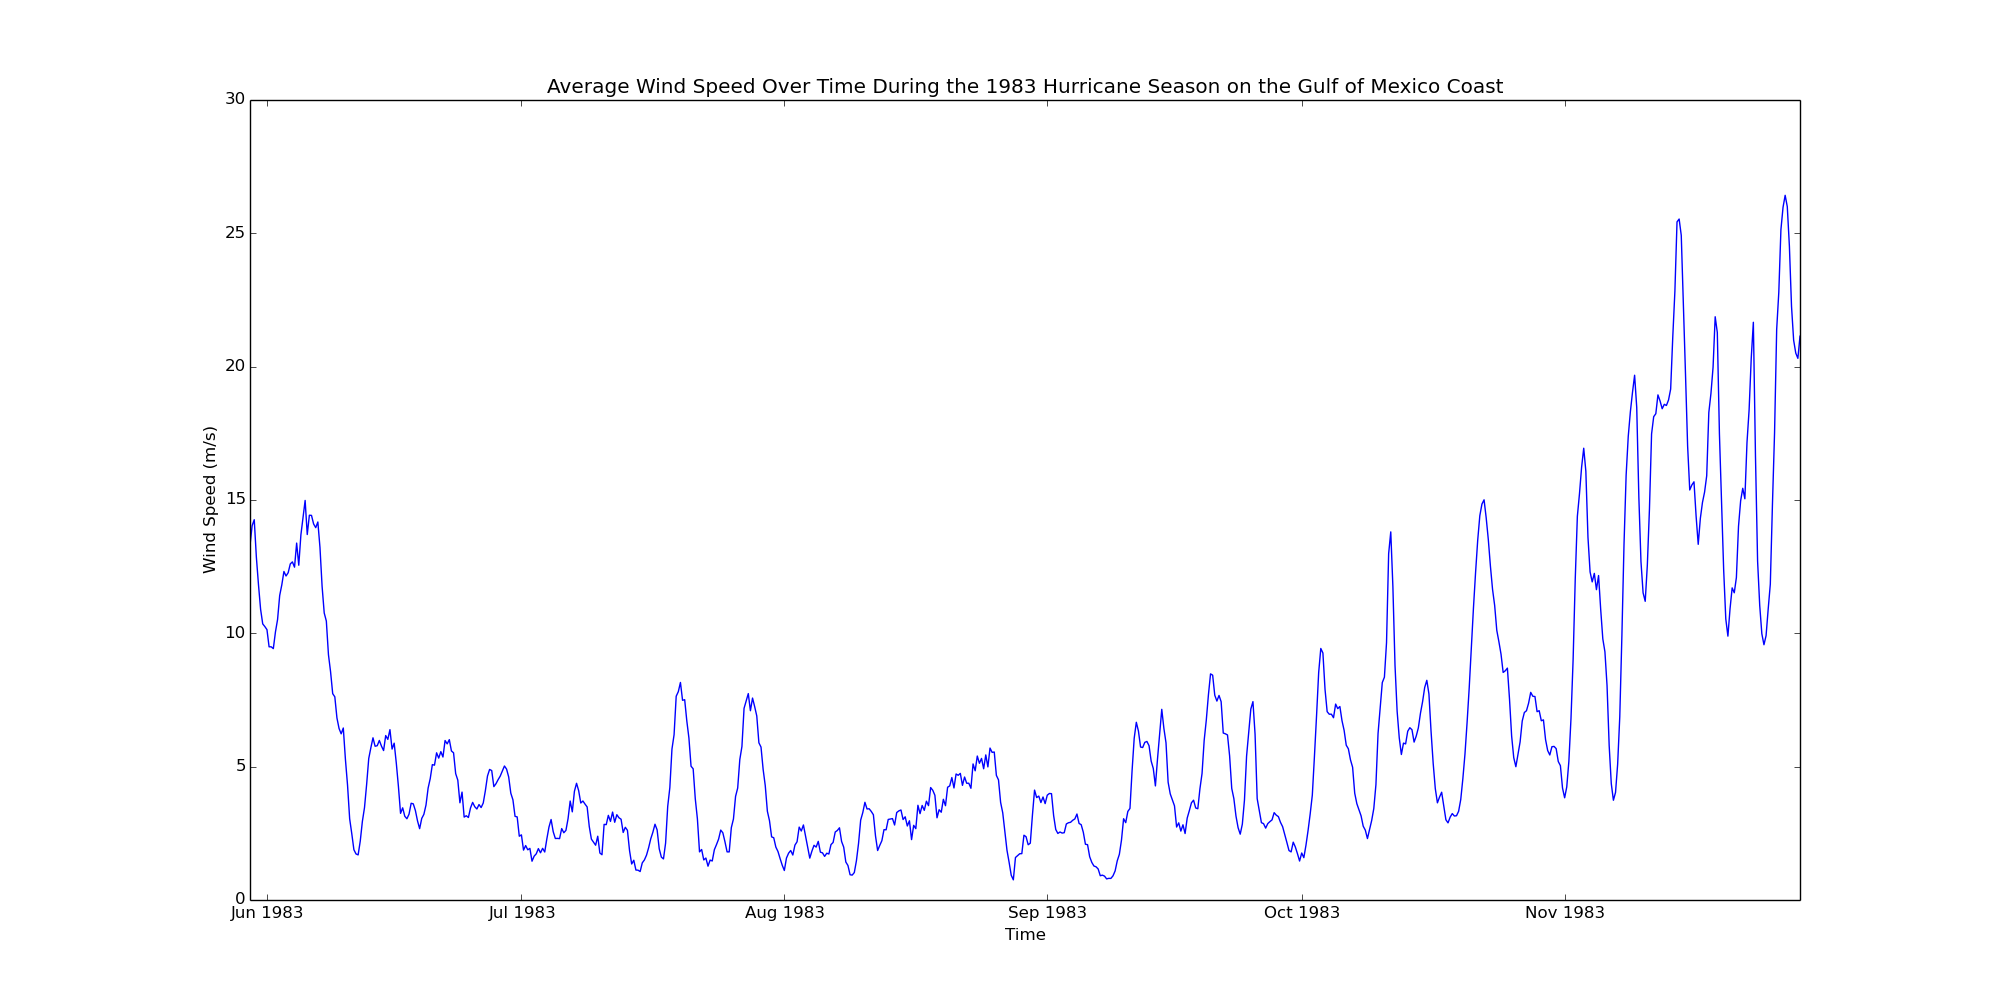 Average Wind Speed Over Time During the 1983 Hurricane Season on the Gulf of Mexico Coast
30
25
20
15
10
5
0
Wind Speed (m/s)
Jun 1983 Jul 1983 Aug 1983 Sep 1983 Oct 1983 Nov 1983
Time